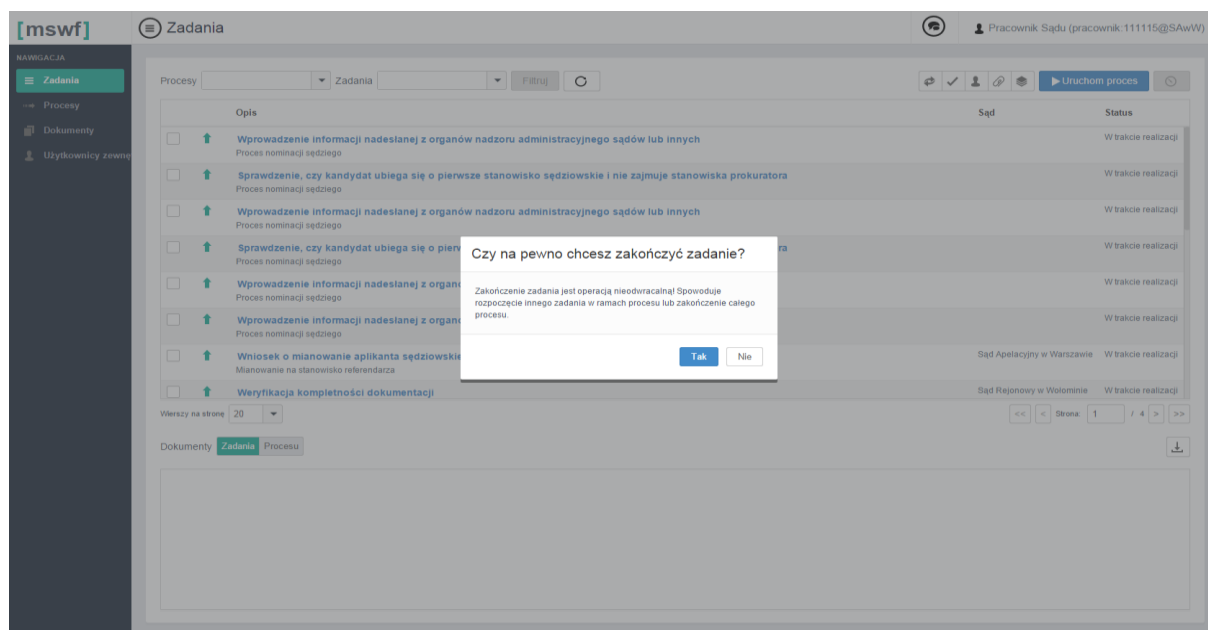 [mswf]
Zadania
Pracownik Sądu (pracownik:111115@SAwW)
NAWIGACJA
Zadania
Procesy
Dokumenty
Użytkownicy zewnę
Procesy Zadania Filtruj Uruchom proces
Opis Sąd Status
Wprowadzenie informacji nadesłanej z organów nadzoru administracyjnego sądów lub innych W trakcie realizacji
Proces nominacji sędziego
Sprawdzenie, czy kandydat ubiega się o pierwsze stanowisko sędziowskie i nie zajmuje stanowiska prokuratora W trakcie realizacji
Proces nominacji sędziego
Wprowadzenie informacji nadesłanej z organów nadzoru administracyjnego sądów lub innych W trakcie realizacji
Proces nominacji sędziego
Sprawdzenie, czy kandydat ubiega się o pierw ra W trakcie realizacji
Proces nominacji sędziego
Wprowadzenie informacji nadesłanej z organó W trakcie realizacji
Proces nominacji sędziego
Wprowadzenie informacji nadesłanej z organó W trakcie realizacji
Proces nominacji sędziego
Wniosek o mianowanie aplikanta sędziowskie Sąd Apelacyjny w Warszawie W trakcie realizacji
Mianowanie na stanowisko referendarza
Weryfikacja kompletności dokumentacji Sąd Rejonowy w Wołominie W trakcie realizacji
Czy na pewno chcesz zakończyć zadanie?
Zakończenie zadania jest operacją nieodwracalną! Spowoduje
rozpoczęcie innego zadania w ramach procesu lub zakończenie całego
procesu.
Tak Nie
Wierszy na stronę 20 << < Strona: 1 / 4 > >>
Dokumenty Zadania Procesu